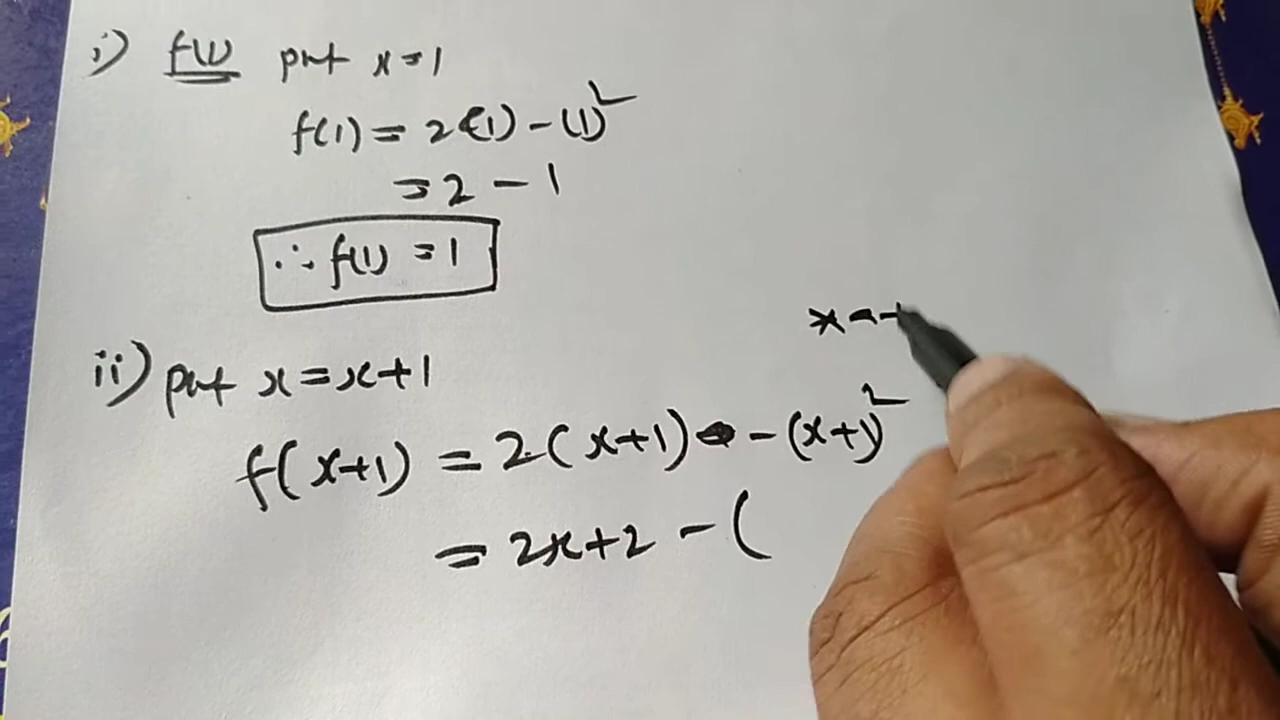 i) f(1) put x=1
f(1) = 2(1) - (1)²
= 2 - 1
∴ f(1) = 1
ii) put x = x+1
f(x+1) = 2(x+1) - (x+1)²
= 2x+2 - (